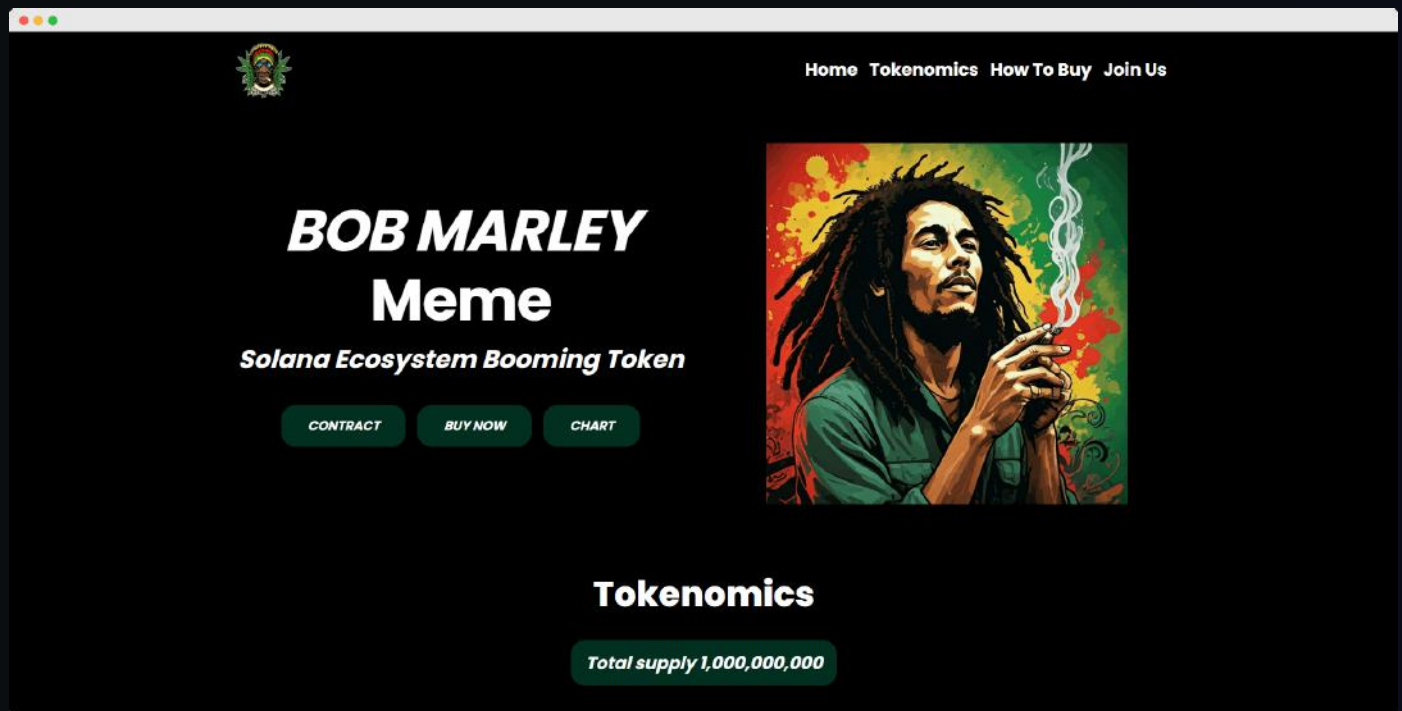 Home Tokenomics How To Buy Join Us
BOB MARLEY
Meme
Solana Ecosystem Booming Token
CONTRACT BUY NOW CHART
Tokenomics
Total supply 1,000,000,000